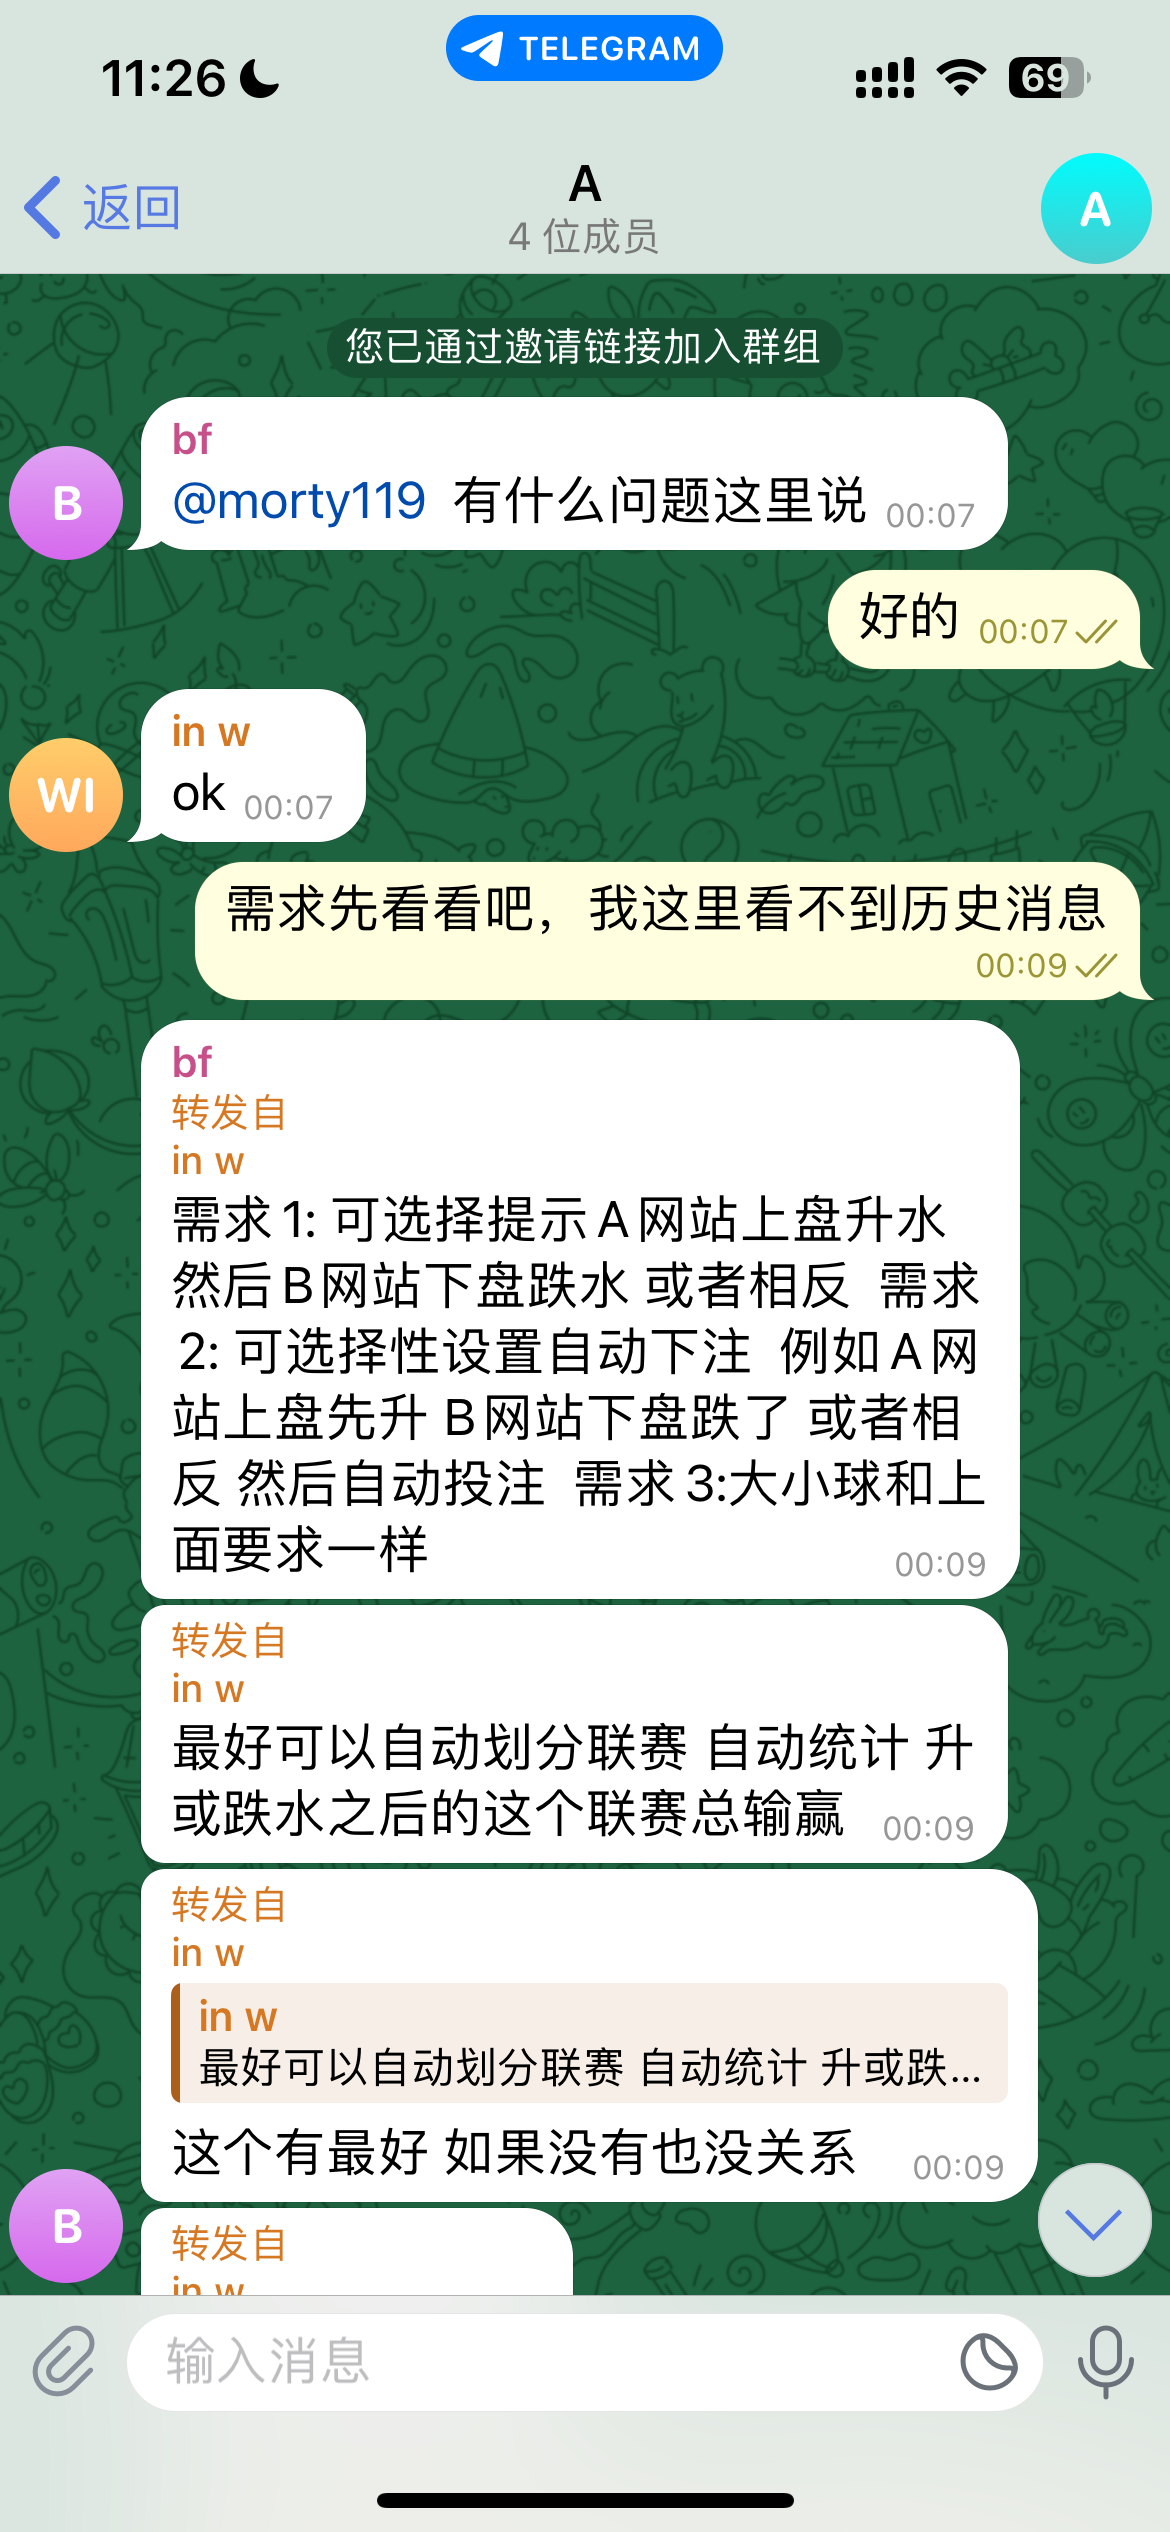 11:26
TELEGRAM
69
返回
A
4 位成员
A
您已通过邀请链接加入群组
bf
B
@morty119 有什么问题这里说 00:07
好的 00:07
in w
WI
ok 00:07
需求先看看吧，我这里看不到历史消息
00:09
bf
转发自
in w
需求 1: 可选择提示 A 网站上盘升水
然后 B 网站下盘跌水 或者相反 需求
2: 可选择性设置自动下注 例如 A 网
站上盘先升 B 网站下盘跌了 或者相
反 然后自动投注 需求 3:大小球和上
面要求一样 00:09
转发自
in w
最好可以自动划分联赛 自动统计 升
或跌水之后的这个联赛总输赢 00:09
转发自
in w
in w
最好可以自动划分联赛 自动统计 升或跌...
这个有最好 如果没有也没关系 00:09
B
转发自
in w
输入消息